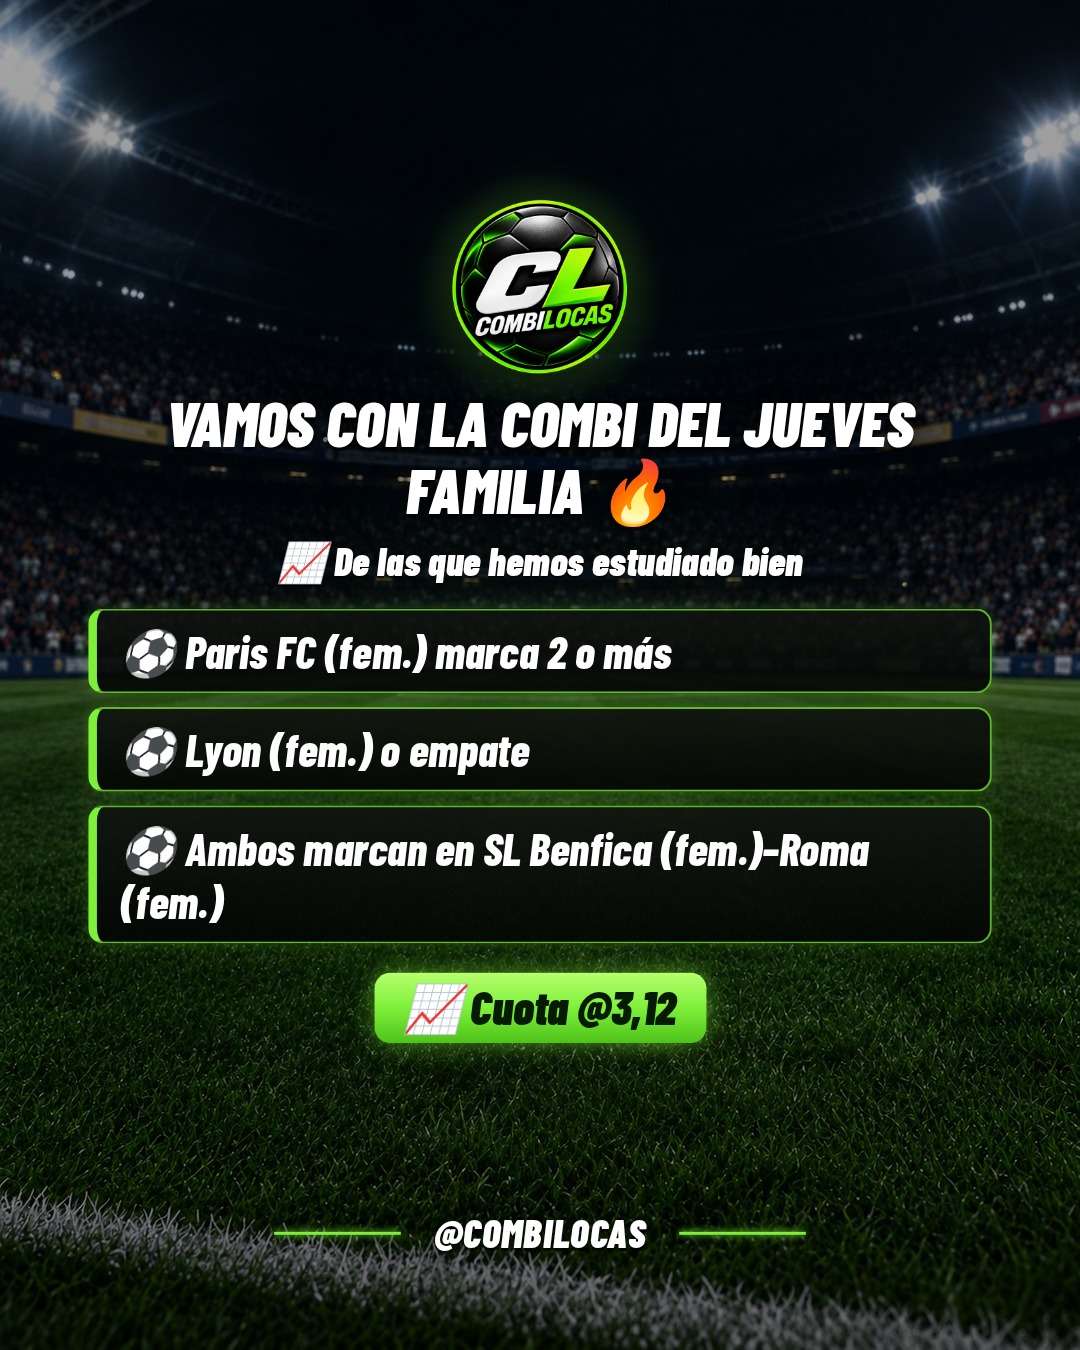 CL
COMBILOCAS
VAMOS CON LA COMBI DEL JUEVES
FAMILIA 🔥
📈 De las que hemos estudiado bien
⚽ Paris FC (fem.) marca 2 o más
⚽ Lyon (fem.) o empate
⚽ Ambos marcan en SL Benfica (fem.)-Roma
(fem.)
📈 Cuota @3,12
@COMBILOCAS